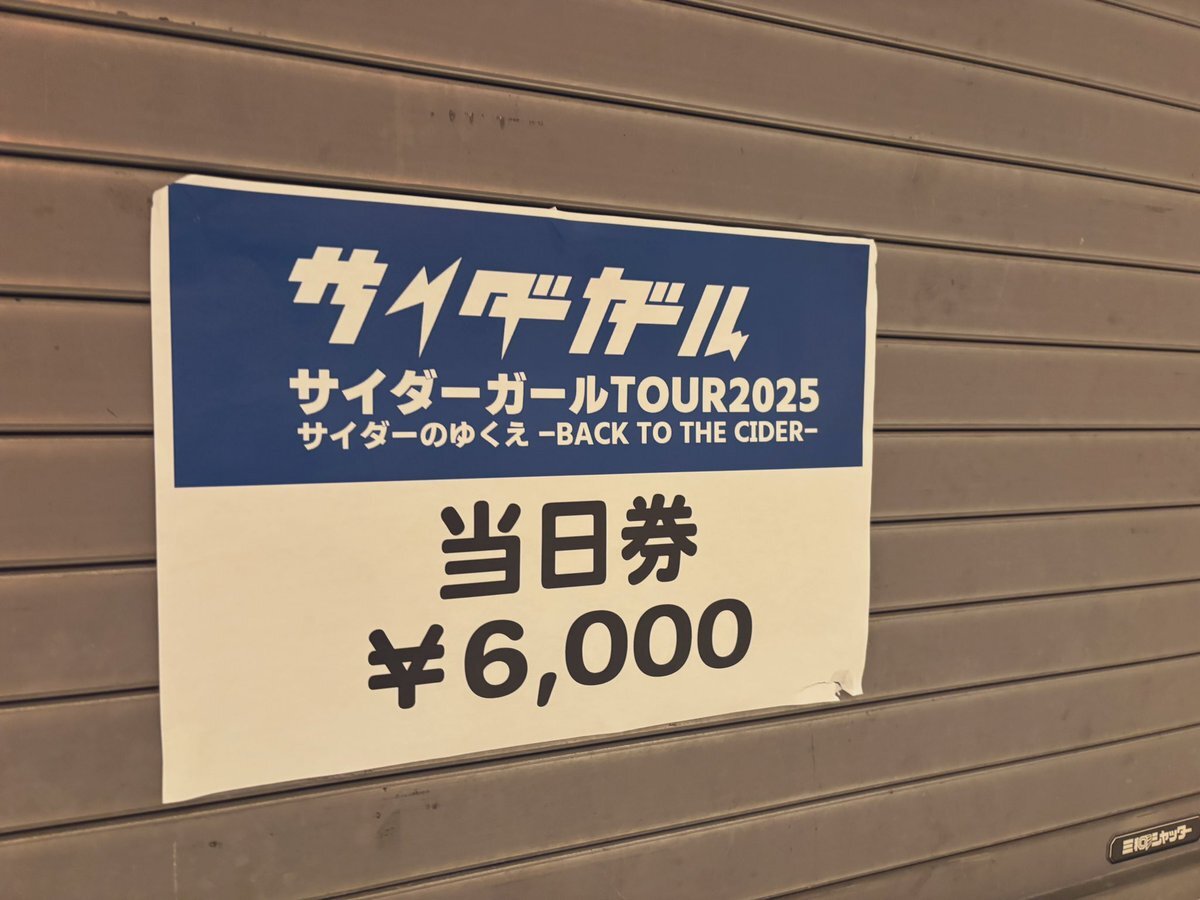 サイダーガール
サイダーガールTOUR2025
サイダーのゆくえ -BACK TO THE CIDER-
当日券
¥6,000
三和シヤッター